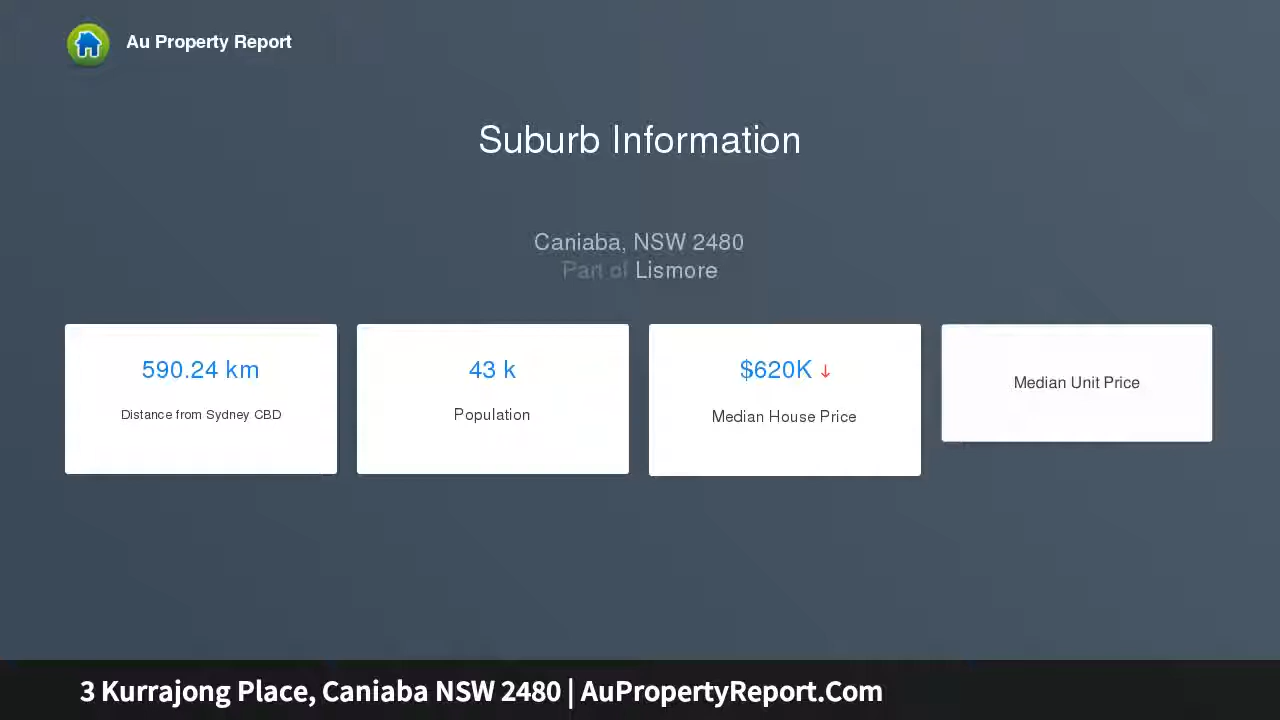 Au Property Report
Suburb Information
Caniaba, NSW 2480
Part of Lismore
590.24 km
Distance from Sydney CBD
43 k
Population
$620K ↓
Median House Price
Median Unit Price
3 Kurrajong Place, Caniaba NSW 2480 | AuPropertyReport.Com